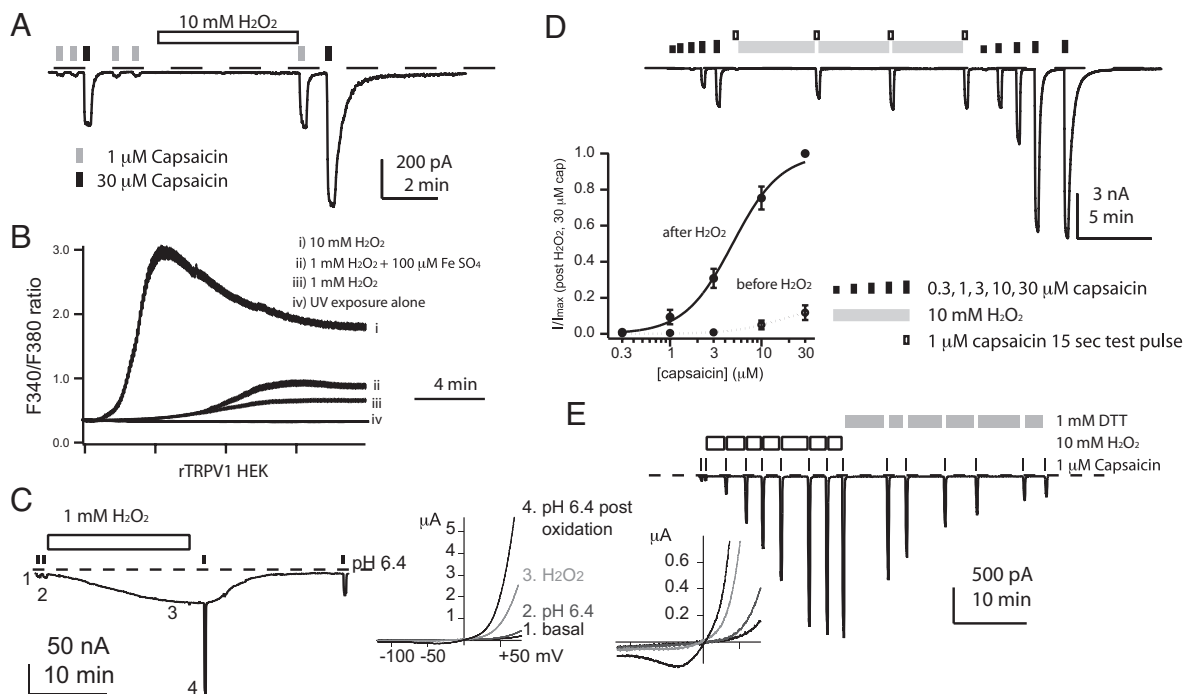 A
10 mM H₂O₂
1 μM Capsaicin
30 μM Capsaicin
200 pA
2 min
B
F340/F380 ratio
3.0
2.0
1.0
0.0
i) 10 mM H₂O₂
ii) 1 mM H₂O₂ + 100 μM Fe SO₄
iii) 1 mM H₂O₂
iv) UV exposure alone
i
ii
iii
iv
4 min
rTRPV1 HEK
C
1 mM H₂O₂
pH 6.4
1
2
3
4
50 nA
10 min
μA
5
4
3
2
1
-100 -50
+50 mV
4. pH 6.4 post
oxidation
3. H₂O₂
2. pH 6.4
1. basal
D
3 nA
5 min
I/Imax (post H₂O₂, 30 μM cap)
1.0
0.8
0.6
0.4
0.2
0.0
after H₂O₂
before H₂O₂
0.3
1
3
10
30
[capsaicin] (μM)
0.3, 1, 3, 10, 30 μM capsaicin
10 mM H₂O₂
1 μM capsaicin 15 sec test pulse
E
1 mM DTT
10 mM H₂O₂
1 μM Capsaicin
μA
0.6
0.4
0.2
500 pA
10 min